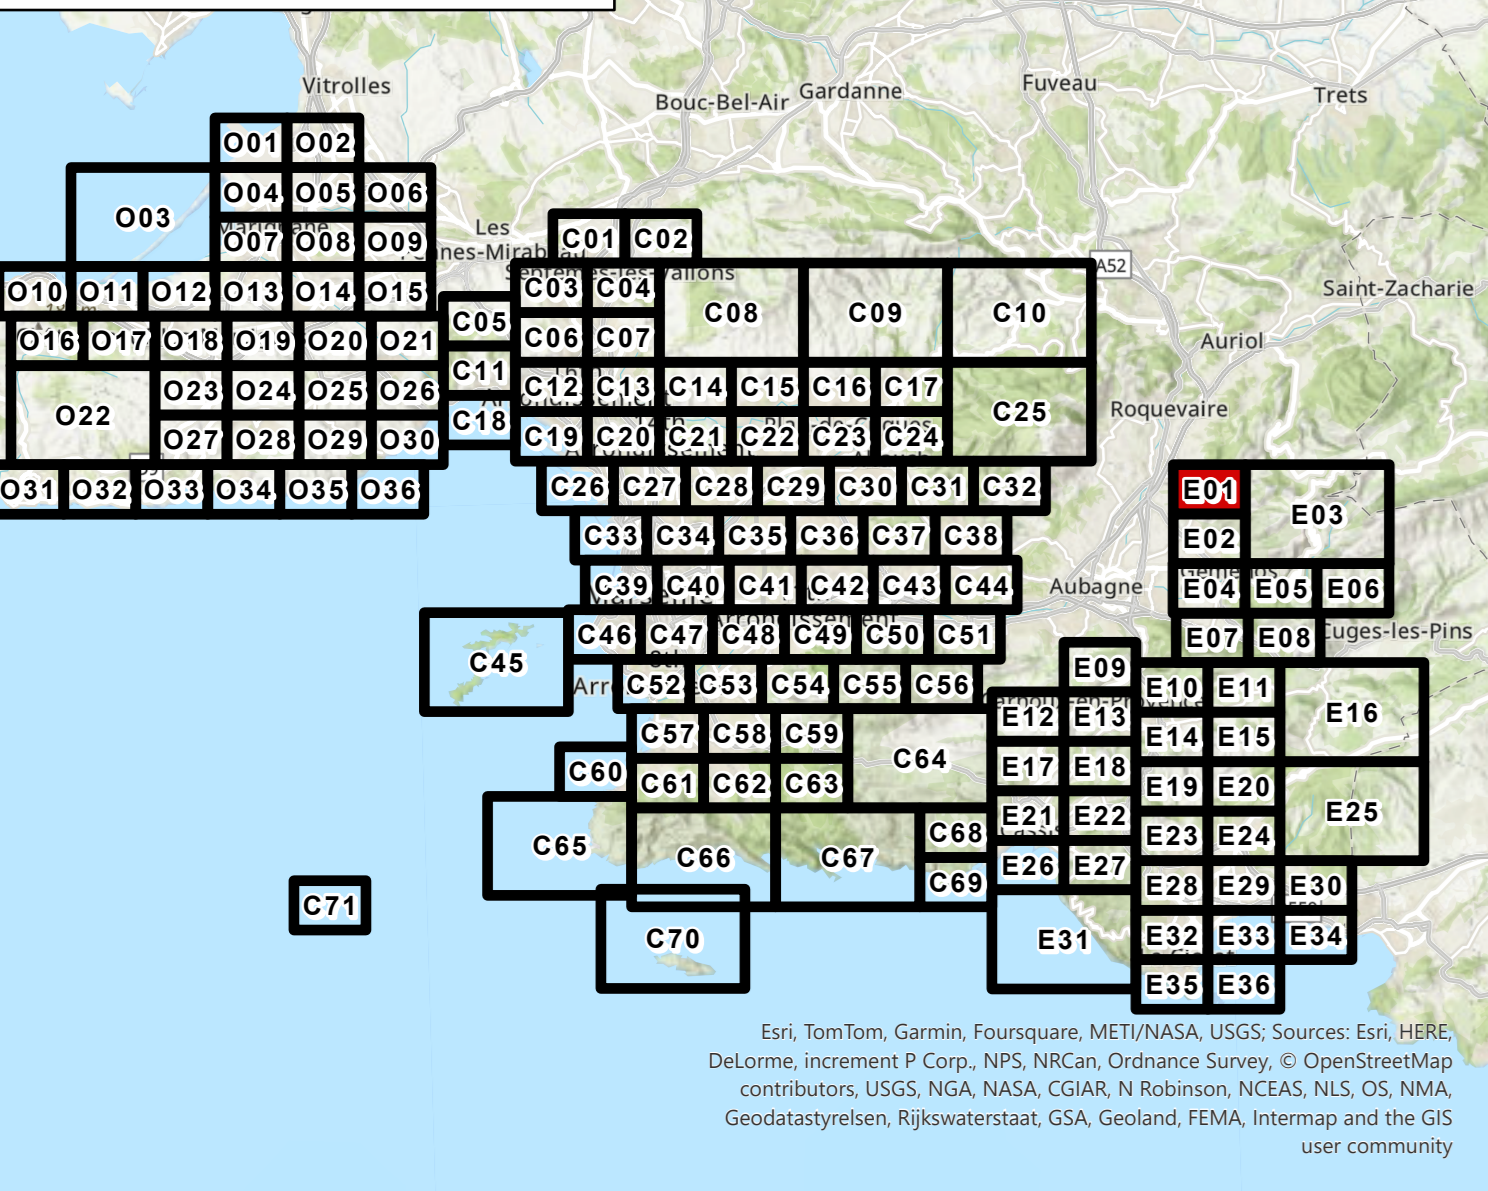 Vitrolles
Bouc-Bel-Air
Gardanne
Fuveau
Trets
O01 O02
O03 O04 O05 O06
Marignane
O07 O08 O09
Les
C01 C02
A52
Septèmes-les-Vallons
O10 O11 O12 O13 O14 O15
C03 C04
Saint-Zacharie
C05
C08 C09 C10
C06 C07
O16 O17 O18 O19 O20 O21
Auriol
C11
C12 C13 C14 C15 C16 C17
O22 O23 O24 O25 O26
C18
C25
Roquevaire
C19 C20 C21 C22 C23 C24
O27 O28 O29 O30
O31 O32 O33 O34 O35 O36
C26 C27 C28 C29 C30 C31 C32
E01
E03
C33 C34 C35 C36 C37 C38
E02
C39 C40 C41 C42 C43 C44
Aubagne
E04 E05 E06
Marseille
Arrondissement
C46 C47 C48 C49 C50 C51
E07 E08
Cuges-les-Pins
C45
E09
C52 C53 C54 C55 C56
E10 E11
E12 E13
E16
C57 C58 C59
E14 E15
C64
C60
E17 E18
C61 C62 C63
E19 E20
E21 E22
E25
C65 C66 C67 C68
E23 E24
E26 E27
C69
E28 E29 E30
C71
C70
E31
E32 E33 E34
E35 E36
Esri, TomTom, Garmin, Foursquare, METI/NASA, USGS; Sources: Esri, HERE,
DeLorme, increment P Corp., NPS, NRCan, Ordnance Survey, © OpenStreetMap
contributors, USGS, NGA, NASA, CGIAR, N Robinson, NCEAS, NLS, OS, NMA,
Geodatastyrelsen, Rijkswaterstaat, GSA, Geoland, FEMA, Intermap and the GIS
user community